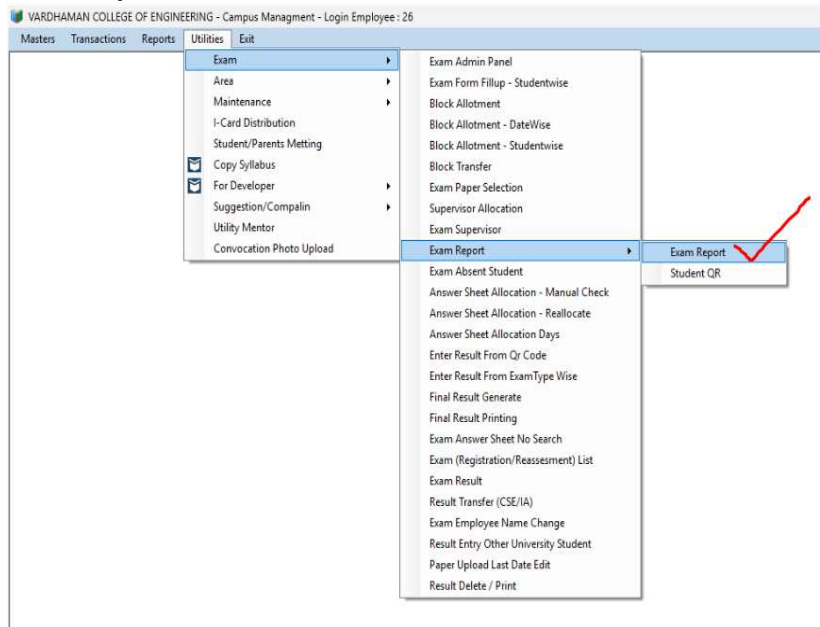 VARDHAMAN COLLEGE OF ENGINEERING - Campus Managment - Login Employee : 26
Masters Transactions Reports Utilities Exit
Exam
Area
Maintenance
I-Card Distribution
Student/Parents Metting
Copy Syllabus
For Developer
Suggestion/Compalin
Utility Mentor
Convocation Photo Upload
Exam Admin Panel
Exam Form Fillup - Studentwise
Block Allotment
Block Allotment - DateWise
Block Allotment - Studentwise
Block Transfer
Exam Paper Selection
Supervisor Allocation
Exam Supervisor
Exam Report
Exam Absent Student
Answer Sheet Allocation - Manual Check
Answer Sheet Allocation - Reallocate
Answer Sheet Allocation Days
Enter Result From Qr Code
Enter Result From ExamType Wise
Final Result Generate
Final Result Printing
Exam Answer Sheet No Search
Exam (Registration/Reassesment) List
Exam Result
Result Transfer (CSE/IA)
Exam Employee Name Change
Result Entry Other University Student
Paper Upload Last Date Edit
Result Delete / Print
Exam Report
Student QR